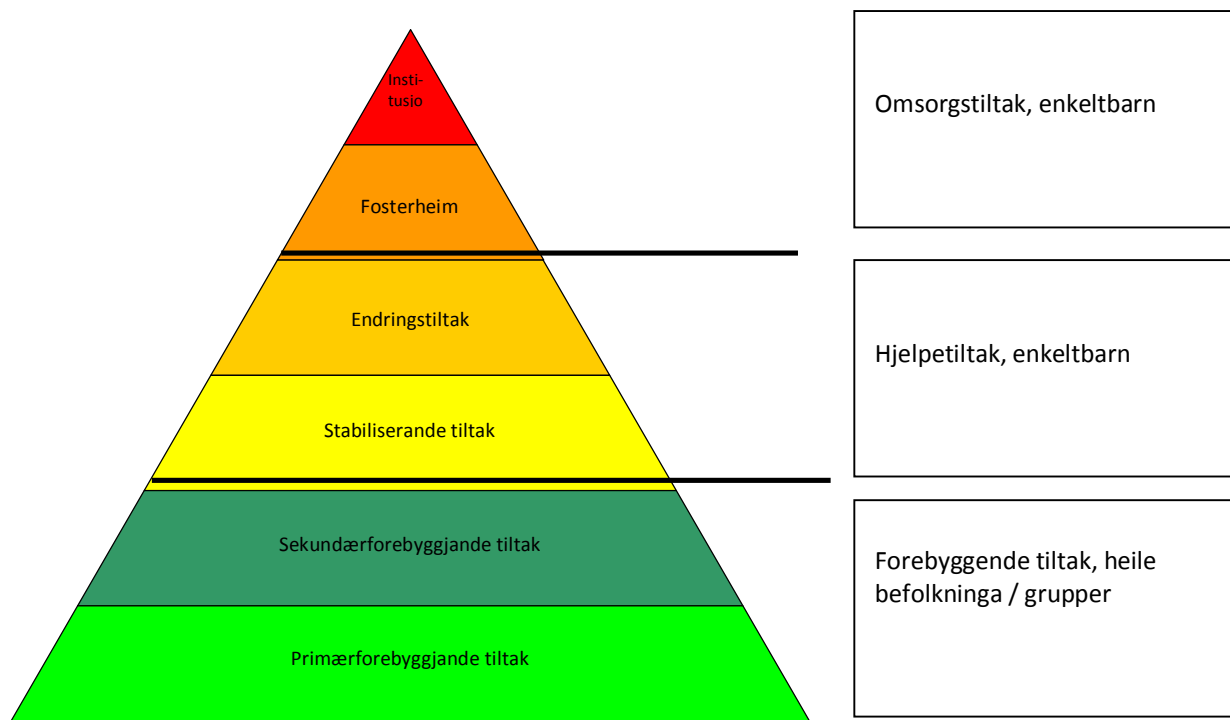 Insti-
tusjo
Omsorgstiltak, enkeltbarn
Fosterheim
Endringstiltak
Hjelpetiltak, enkeltbarn
Stabiliserande tiltak
Sekundærforebyggjande tiltak
Forebyggende tiltak, heile
befolkninga / grupper
Primærforebyggjande tiltak